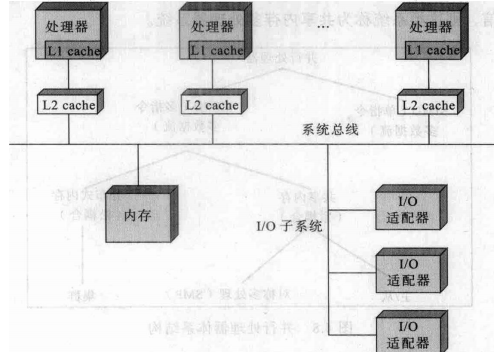 处理器
L1 cache
处理器
L1 cache
...
处理器
L1 cache
L2 cache
L2 cache
L2 cache
系统总线
内存
I/O 子系统
I/O
适配器
I/O
适配器
I/O
适配器